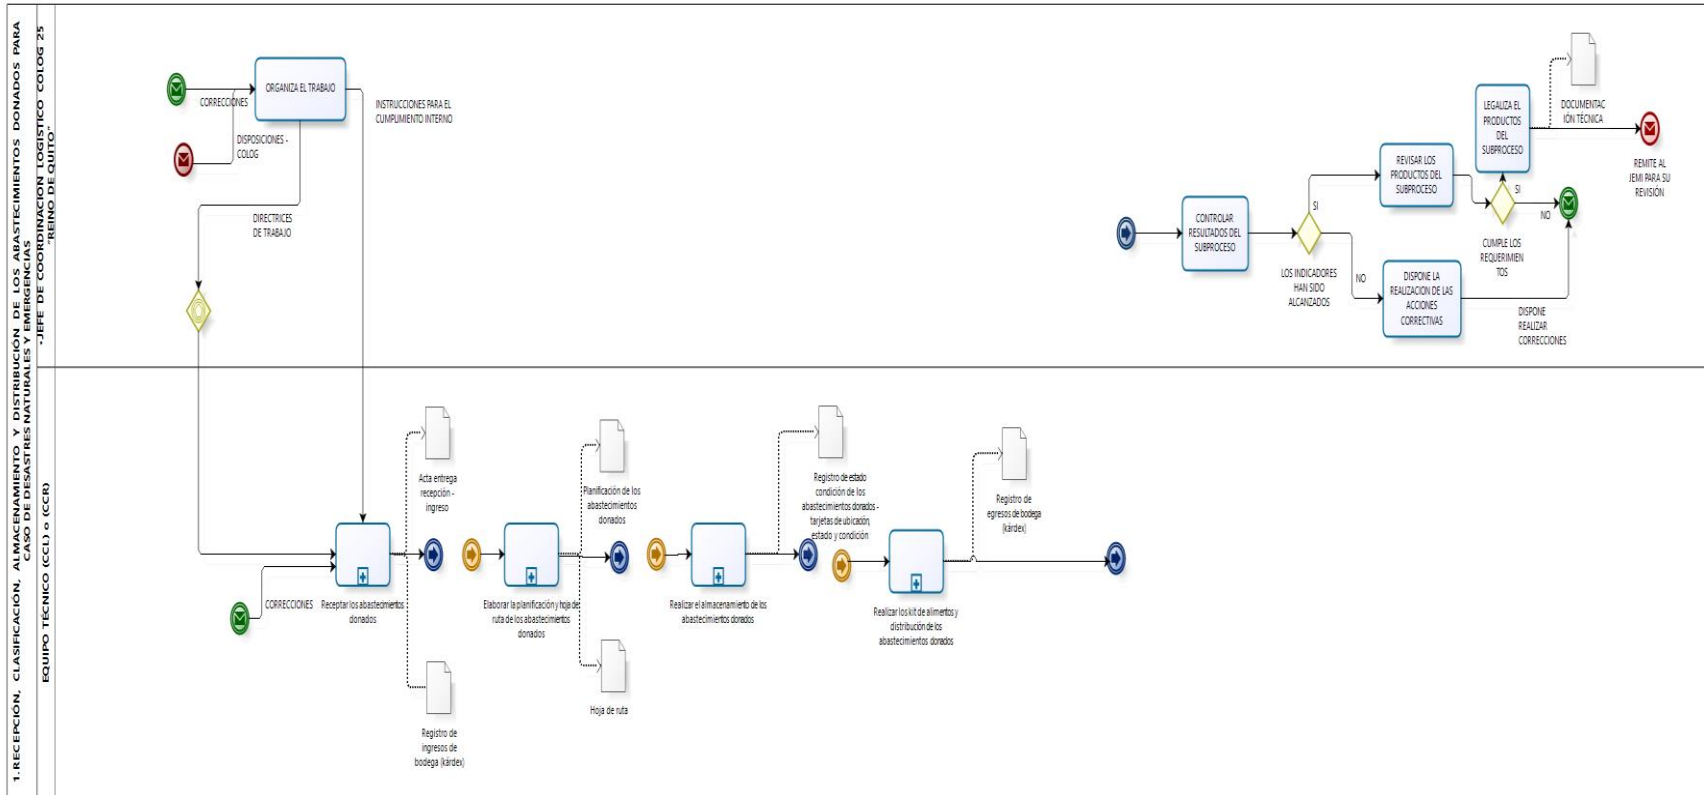 1.RECEPCIÓN, CLASIFICACIÓN, ALMACENAMIENTO Y DISTRIBUCIÓN DE LOS ABASTECIMIENTOS DONADOS PARA
CASO DE DESASTRES NATURALES Y EMERGENCIAS
-JEFE DE COORDINACION LOGISTICO COLOG 25
"REINO DE QUITO"
CORRECCIONES
ORGANIZA EL TRABAJO
INSTRUCCIONES PARA EL
CUMPLIMIENTO INTERNO
DISPOSICIONES -
COLOG
DIRECTRICES
DE TRABAJO
CONTROLAR
RESULTADOS DEL
SUBPROCESO
LOS INDICADORES
HAN SIDO
ALCANZADOS
SI
NO
REVISAR LOS
PRODUCTOS DEL
SUBPROCESO
DISPONE LA
REALIZACION DE LAS
ACCIONES
CORRECTIVAS
LEGALIZA EL
PRODUCTOS
DEL
SUBPROCESO
SI
NO
CUMPLE LOS
REQUERIMIEN
TOS
DISPONE
REALIZAR
CORRECCIONES
DOCUMENTAC
IÓN TÉCNICA
REMITE AL
JEMI PARA SU
REVISIÓN
EQUIPO TÉCNICO (CCL) o (CCR)
CORRECCIONES
Receptar los abastecimientos
donados
Acta entrega
recepción -
ingreso
Registro de
ingresos de
bodega (kárdex)
Elaborar la planificación y hoja de
ruta de los abastecimientos
donados
Planificación de los
abastecimientos
donados
Hoja de ruta
Realizar el almacenamiento de los
abastecimientos donados
Registro de estado
condición de los
abastecimientos donados -
tarjetas de ubicación,
estado y condición
Realizar los kit de alimentos y
distribución de los
abastecimientos donados
Registro de
egresos de bodega
(kárdex)